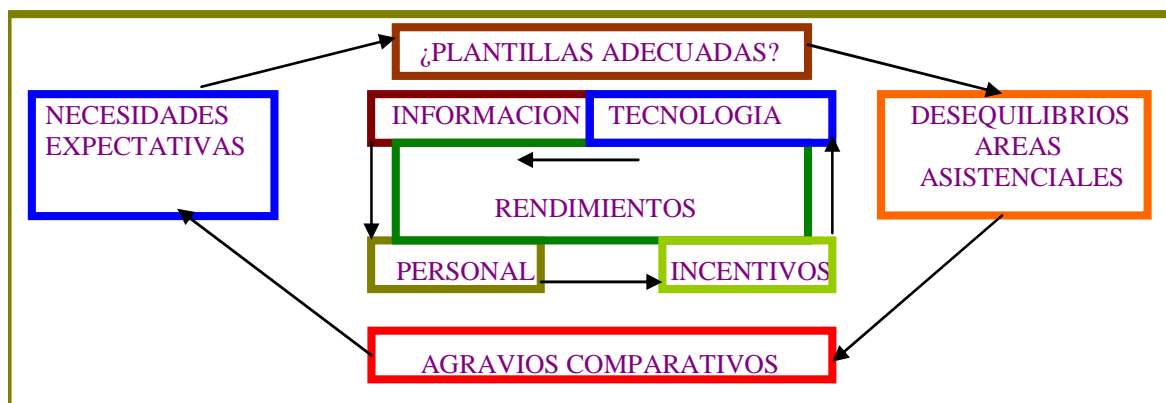 ¿PLANTILLAS ADECUADAS?
NECESIDADES
EXPECTATIVAS
INFORMACION
TECNOLOGIA
DESEQUILIBRIOS
AREAS
ASISTENCIALES
RENDIMIENTOS
PERSONAL
INCENTIVOS
AGRAVIOS COMPARATIVOS